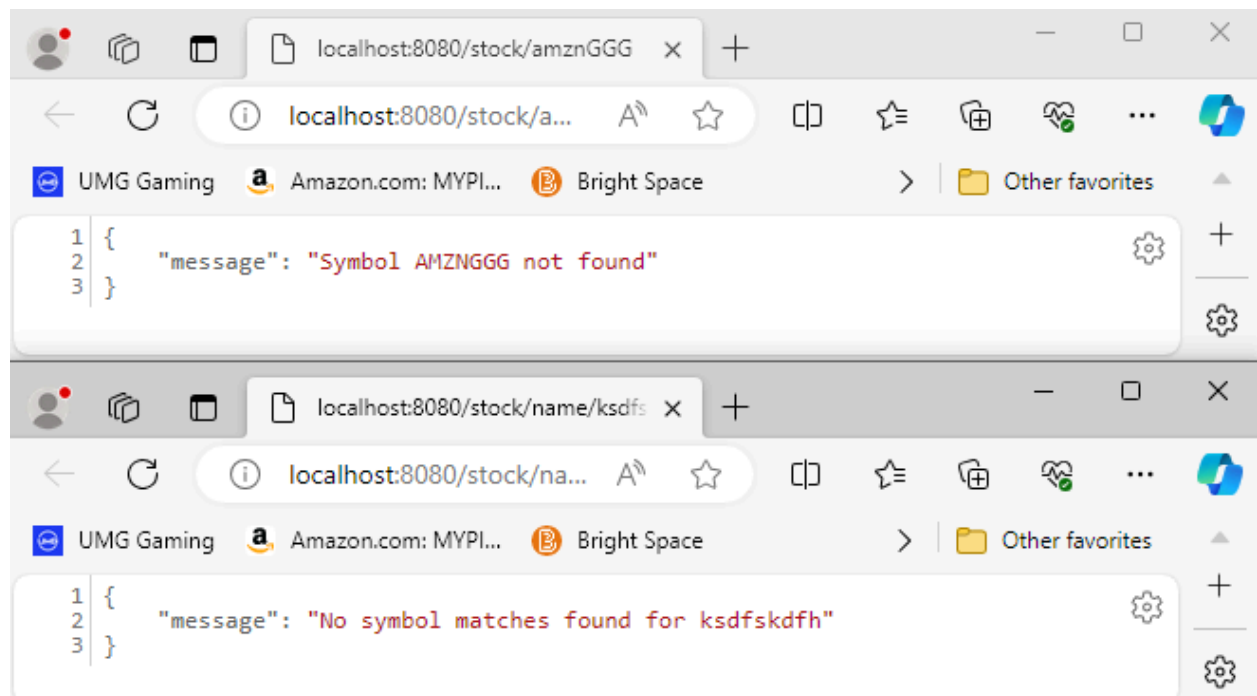 localhost:8080/stock/amznGGG
localhost:8080/stock/a...
UMG Gaming Amazon.com: MYPI... Bright Space Other favorites
1 {
2 "message": "Symbol AMZNGGG not found"
3 }
localhost:8080/stock/name/ksdfs
localhost:8080/stock/na...
UMG Gaming Amazon.com: MYPI... Bright Space Other favorites
1 {
2 "message": "No symbol matches found for ksdfskdfh"
3 }